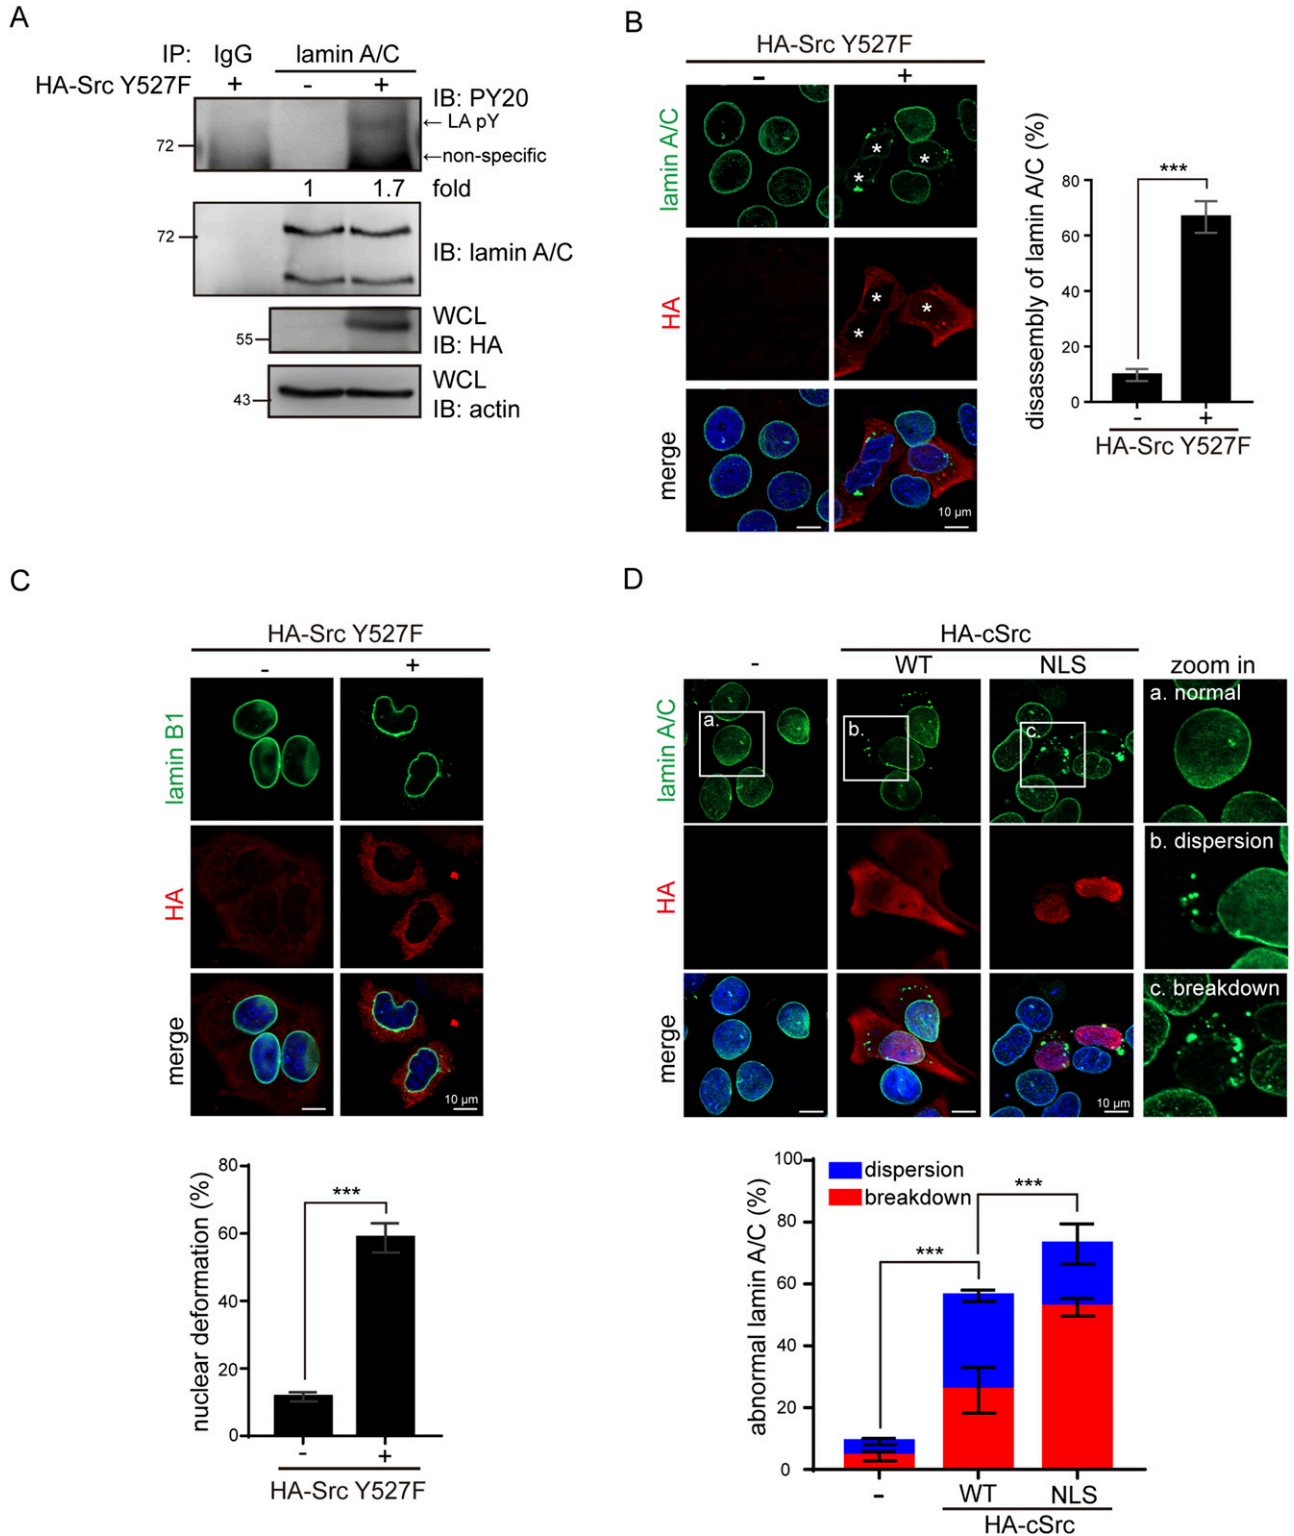 A
IP: IgG lamin A/C
HA-Src Y527F + - +
IB: PY20
← LA pY
72
←non-specific
1 1.7 fold
72
IB: lamin A/C
WCL
IB: HA
55
WCL
IB: actin
43
B
HA-Src Y527F
- +
lamin A/C
* * *
HA
* * *
merge
10 µm
disassembly of lamin A/C (%)
***
80
60
40
20
0
- +
HA-Src Y527F
C
HA-Src Y527F
- +
lamin B1
HA
merge
10 µm
nuclear deformation (%)
***
80
60
40
20
0
- +
HA-Src Y527F
D
HA-cSrc
- WT NLS zoom in
lamin A/C
a. b. c.
a. normal
HA
b. dispersion
merge
c. breakdown
10 µm
abnormal lamin A/C (%)
dispersion
breakdown
***
***
100
80
60
40
20
0
- WT NLS
HA-cSrc